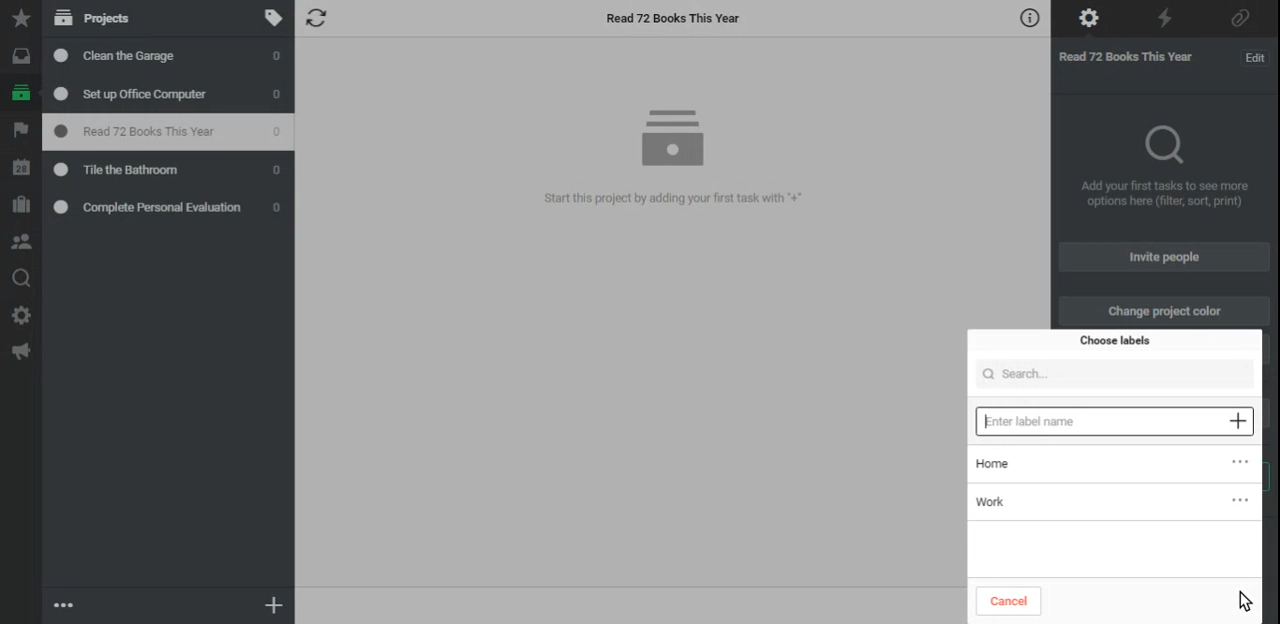 Projects
Clean the Garage 0
Set up Office Computer 0
Read 72 Books This Year 0
Tile the Bathroom 0
Complete Personal Evaluation 0
28
Read 72 Books This Year
Start this project by adding your first task with "+"
Read 72 Books This Year Edit
Add your first tasks to see more
options here (filter, sort, print)
Invite people
Change project color
Choose labels
Search...
Enter label name
Home
Work
Cancel